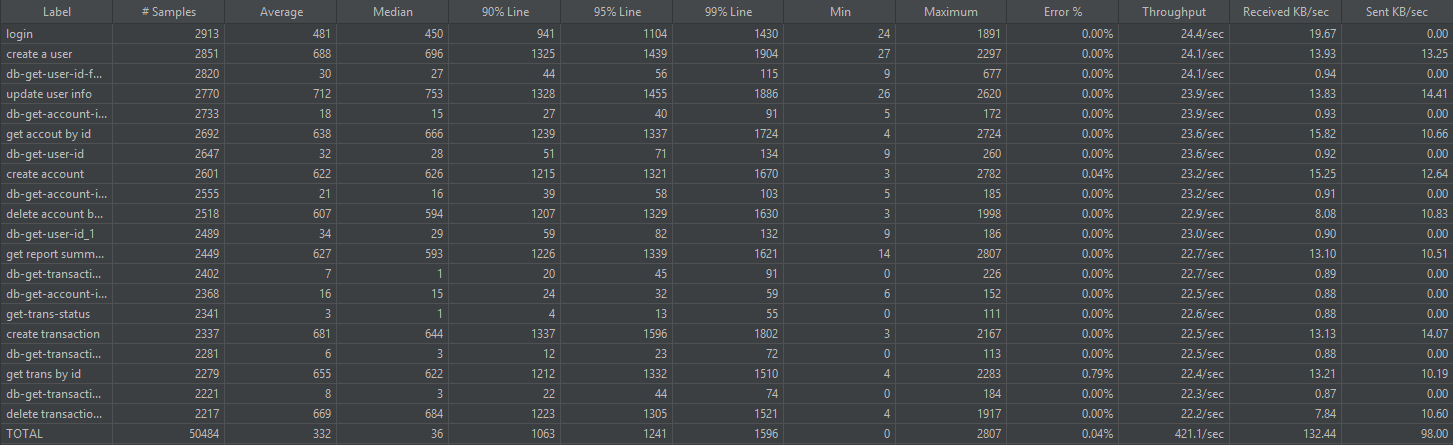 Label # Samples Average Median 90% Line 95% Line 99% Line Min Maximum Error % Throughput Received KB/sec Sent KB/sec
login 2913 481 450 941 1104 1430 24 1891 0.00% 24.4/sec 19.67 0.00
create a user 2851 688 696 1325 1439 1904 27 2297 0.00% 24.1/sec 13.93 13.25
db-get-user-id-f... 2820 30 27 44 56 115 9 677 0.00% 24.1/sec 0.94 0.00
update user info 2770 712 753 1328 1455 1886 26 2620 0.00% 23.9/sec 13.83 14.41
db-get-account-i... 2733 18 15 27 40 91 5 172 0.00% 23.9/sec 0.93 0.00
get accout by id 2692 638 666 1239 1337 1724 4 2724 0.00% 23.6/sec 15.82 10.66
db-get-user-id 2647 32 28 51 71 134 9 260 0.00% 23.6/sec 0.92 0.00
create account 2601 622 626 1215 1321 1670 3 2782 0.04% 23.2/sec 15.25 12.64
db-get-account-i... 2555 21 16 39 58 103 5 185 0.00% 23.2/sec 0.91 0.00
delete account b... 2518 607 594 1207 1329 1630 3 1998 0.00% 22.9/sec 8.08 10.83
db-get-user-id_1 2489 34 29 59 82 132 9 186 0.00% 23.0/sec 0.90 0.00
get report summ... 2449 627 593 1226 1339 1621 14 2807 0.00% 22.7/sec 13.10 10.51
db-get-transacti... 2402 7 1 20 45 91 0 226 0.00% 22.7/sec 0.89 0.00
db-get-account-i... 2368 16 15 24 32 59 6 152 0.00% 22.5/sec 0.88 0.00
get-trans-status 2341 3 1 4 13 55 0 111 0.00% 22.6/sec 0.88 0.00
create transaction 2337 681 644 1337 1596 1802 3 2167 0.00% 22.5/sec 13.13 14.07
db-get-transacti... 2281 6 3 12 23 72 0 113 0.00% 22.5/sec 0.88 0.00
get trans by id 2279 655 622 1212 1332 1510 4 2283 0.79% 22.4/sec 13.21 10.19
db-get-transacti... 2221 8 3 22 44 74 0 184 0.00% 22.3/sec 0.87 0.00
delete transactio... 2217 669 684 1223 1305 1521 4 1917 0.00% 22.2/sec 7.84 10.60
TOTAL 50484 332 36 1063 1241 1596 0 2807 0.04% 421.1/sec 132.44 98.00